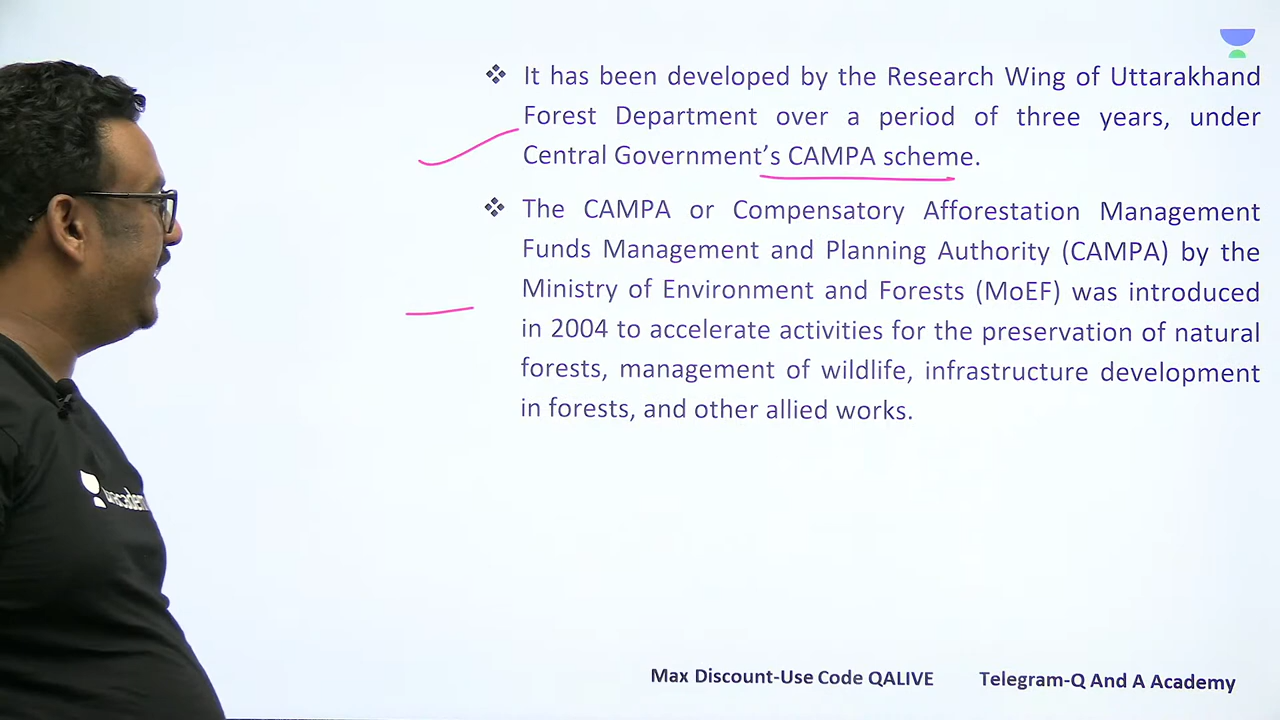 ❖ It has been developed by the Research Wing of Uttarakhand
Forest Department over a period of three years, under
Central Government's CAMPA scheme.
❖ The CAMPA or Compensatory Afforestation Management
Funds Management and Planning Authority (CAMPA) by the
Ministry of Environment and Forests (MoEF) was introduced
in 2004 to accelerate activities for the preservation of natural
forests, management of wildlife, infrastructure development
in forests, and other allied works.
Max Discount-Use Code QALIVE Telegram-Q And A Academy